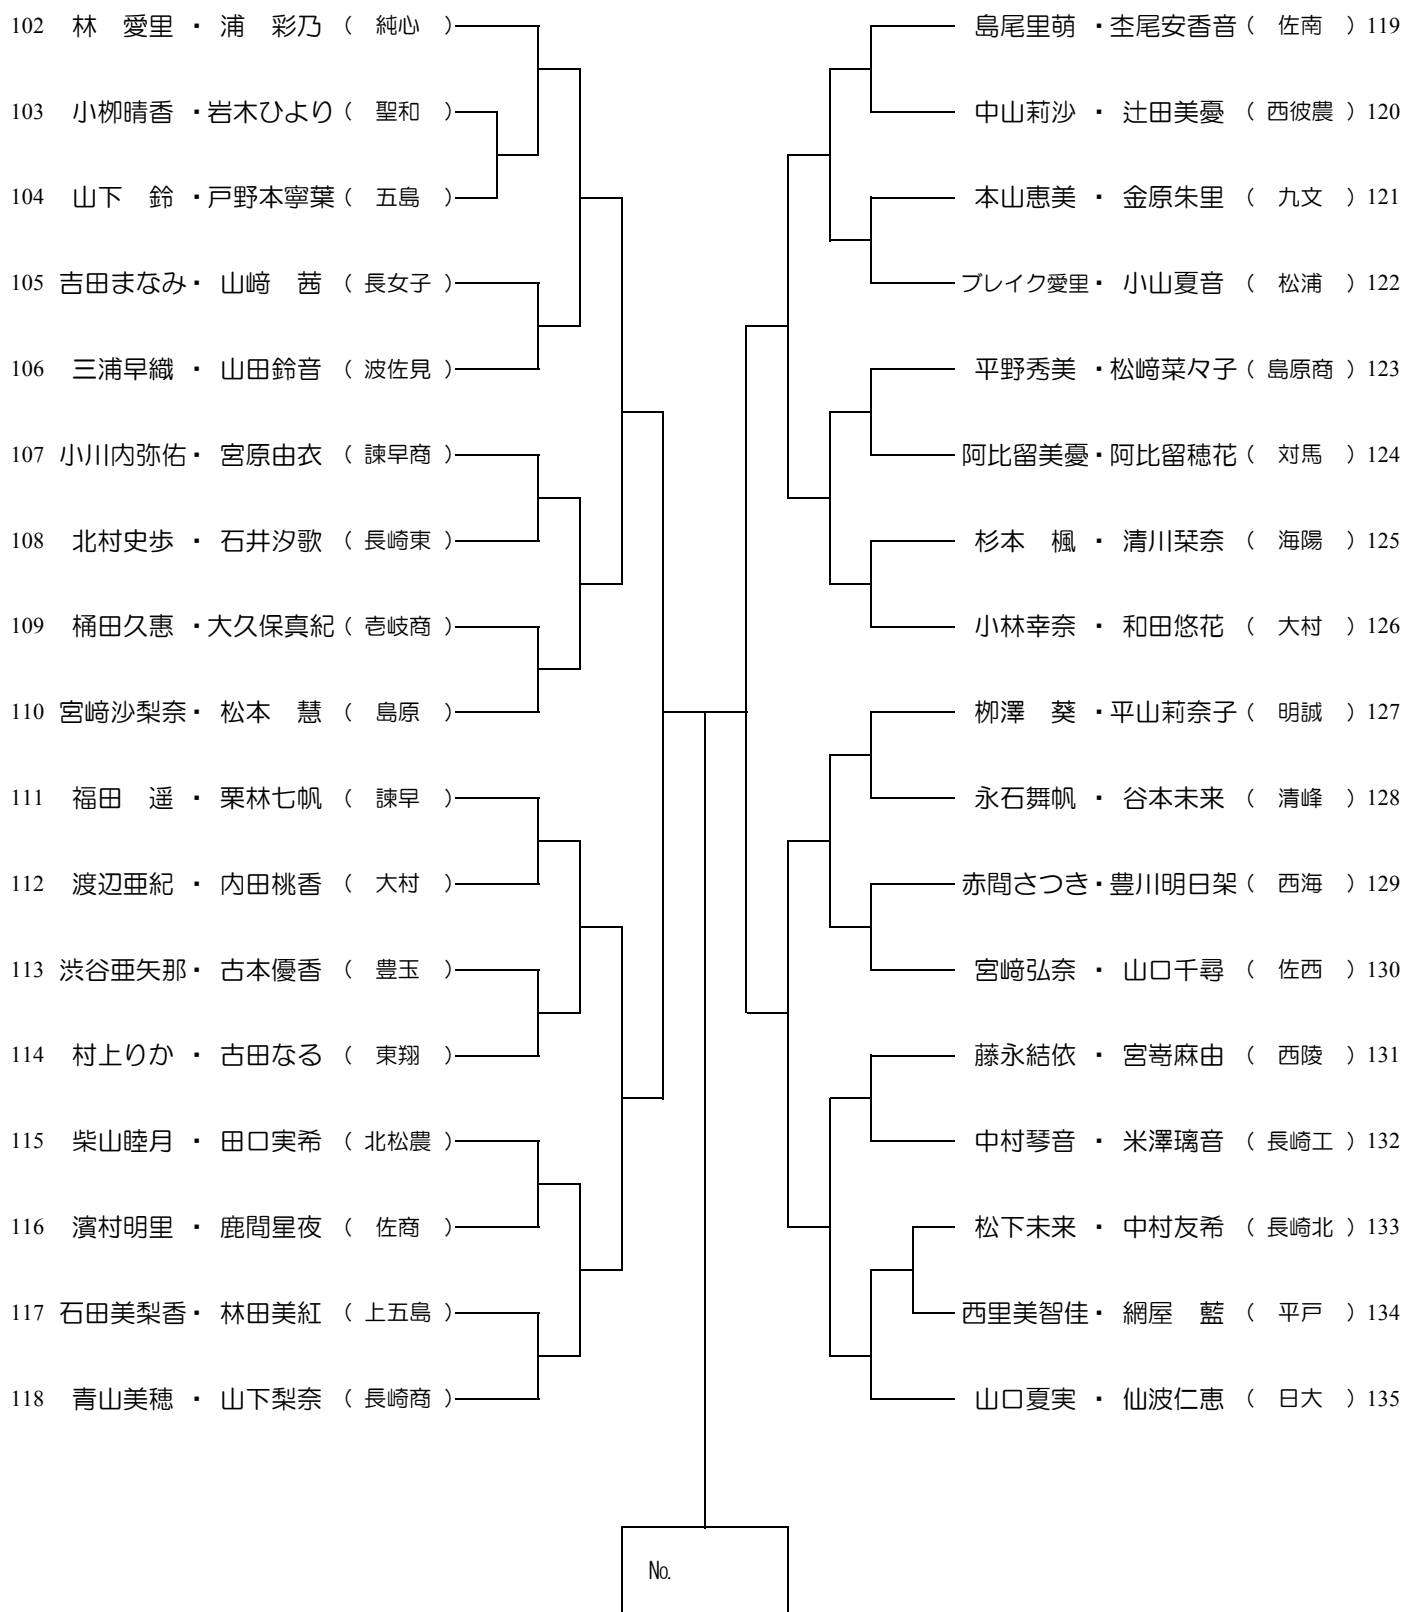 102 林　愛里 ・ 浦　彩乃 （ 純心 ）
103 小栁晴香 ・岩木ひより（ 聖和 ）
104 山下　鈴 ・戸野本寧葉（ 五島 ）
105 吉田まなみ・ 山﨑　茜 （ 長女子 ）
106 三浦早織 ・ 山田鈴音 （ 波佐見 ）
107 小川内弥佑・ 宮原由衣 （ 諫早商 ）
108 北村史歩 ・ 石井汐歌 （ 長崎東 ）
109 桶田久惠 ・大久保真紀（ 壱岐商 ）
110 宮﨑沙梨奈・ 松本　慧 （ 島原 ）
111 福田　遥 ・ 栗林七帆 （ 諫早 ）
112 渡辺亜紀 ・ 内田桃香 （ 大村 ）
113 渋谷亜矢那・ 古本優香 （ 豊玉 ）
114 村上りか ・ 古田なる （ 東翔 ）
115 柴山睦月 ・ 田口実希 （ 北松農 ）
116 濱村明里 ・ 鹿間星夜 （ 佐商 ）
117 石田美梨香・ 林田美紅 （ 上五島 ）
118 青山美穂 ・ 山下梨奈 （ 長崎商 ）
島尾里萌 ・杢尾安香音（ 佐南 ）119
中山莉沙 ・ 辻田美憂 （ 西彼農 ）120
本山恵美 ・ 金原朱里 （ 九文 ）121
ブレイク愛里・ 小山夏音 （ 松浦 ）122
平野秀美 ・松﨑菜々子（ 島原商 ）123
阿比留美憂・阿比留穂花（ 対馬 ）124
杉本　楓 ・ 清川栞奈 （ 海陽 ）125
小林幸奈 ・ 和田悠花 （ 大村 ）126
栁澤　葵 ・平山莉奈子（ 明誠 ）127
永石舞帆 ・ 谷本未来 （ 清峰 ）128
赤間さつき・豊川明日架（ 西海 ）129
宮﨑弘奈 ・ 山口千尋 （ 佐西 ）130
藤永結依 ・ 宮嵜麻由 （ 西陵 ）131
中村琴音 ・ 米澤璃音 （ 長崎工 ）132
松下未来 ・ 中村友希 （ 長崎北 ）133
西里美智佳・ 網屋　藍 （ 平戸 ）134
山口夏実 ・ 仙波仁恵 （ 日大 ）135
№